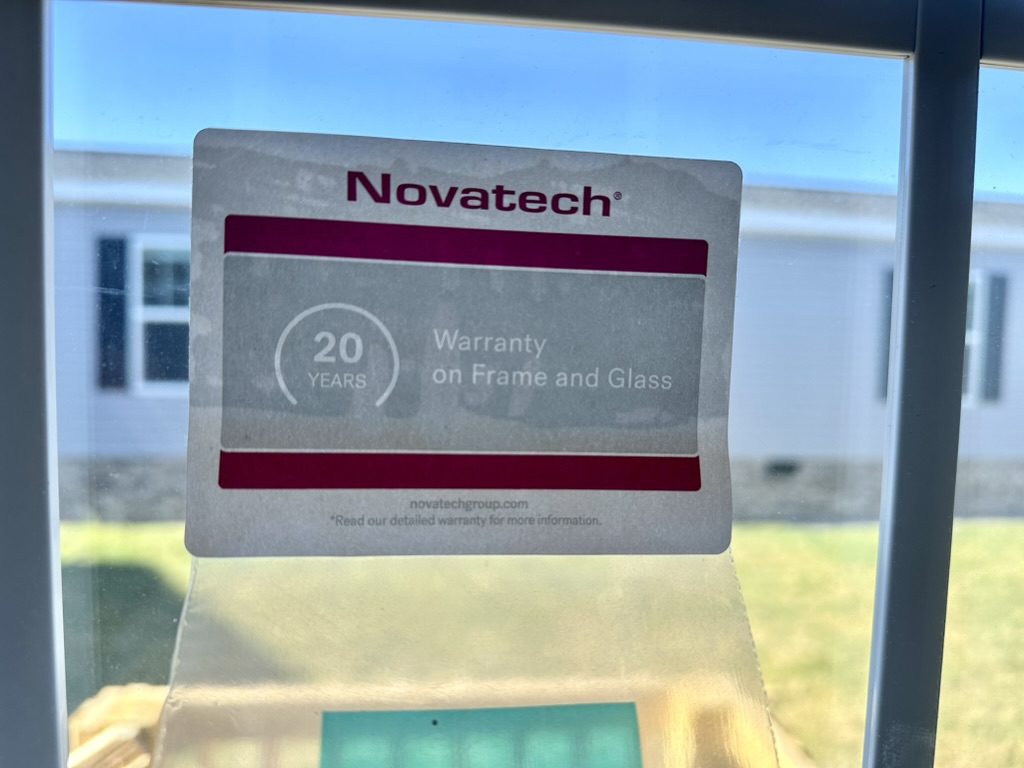 Novatech®
20
YEARS
Warranty
on Frame and Glass
novatechgroup.com
*Read our detailed warranty for more information.